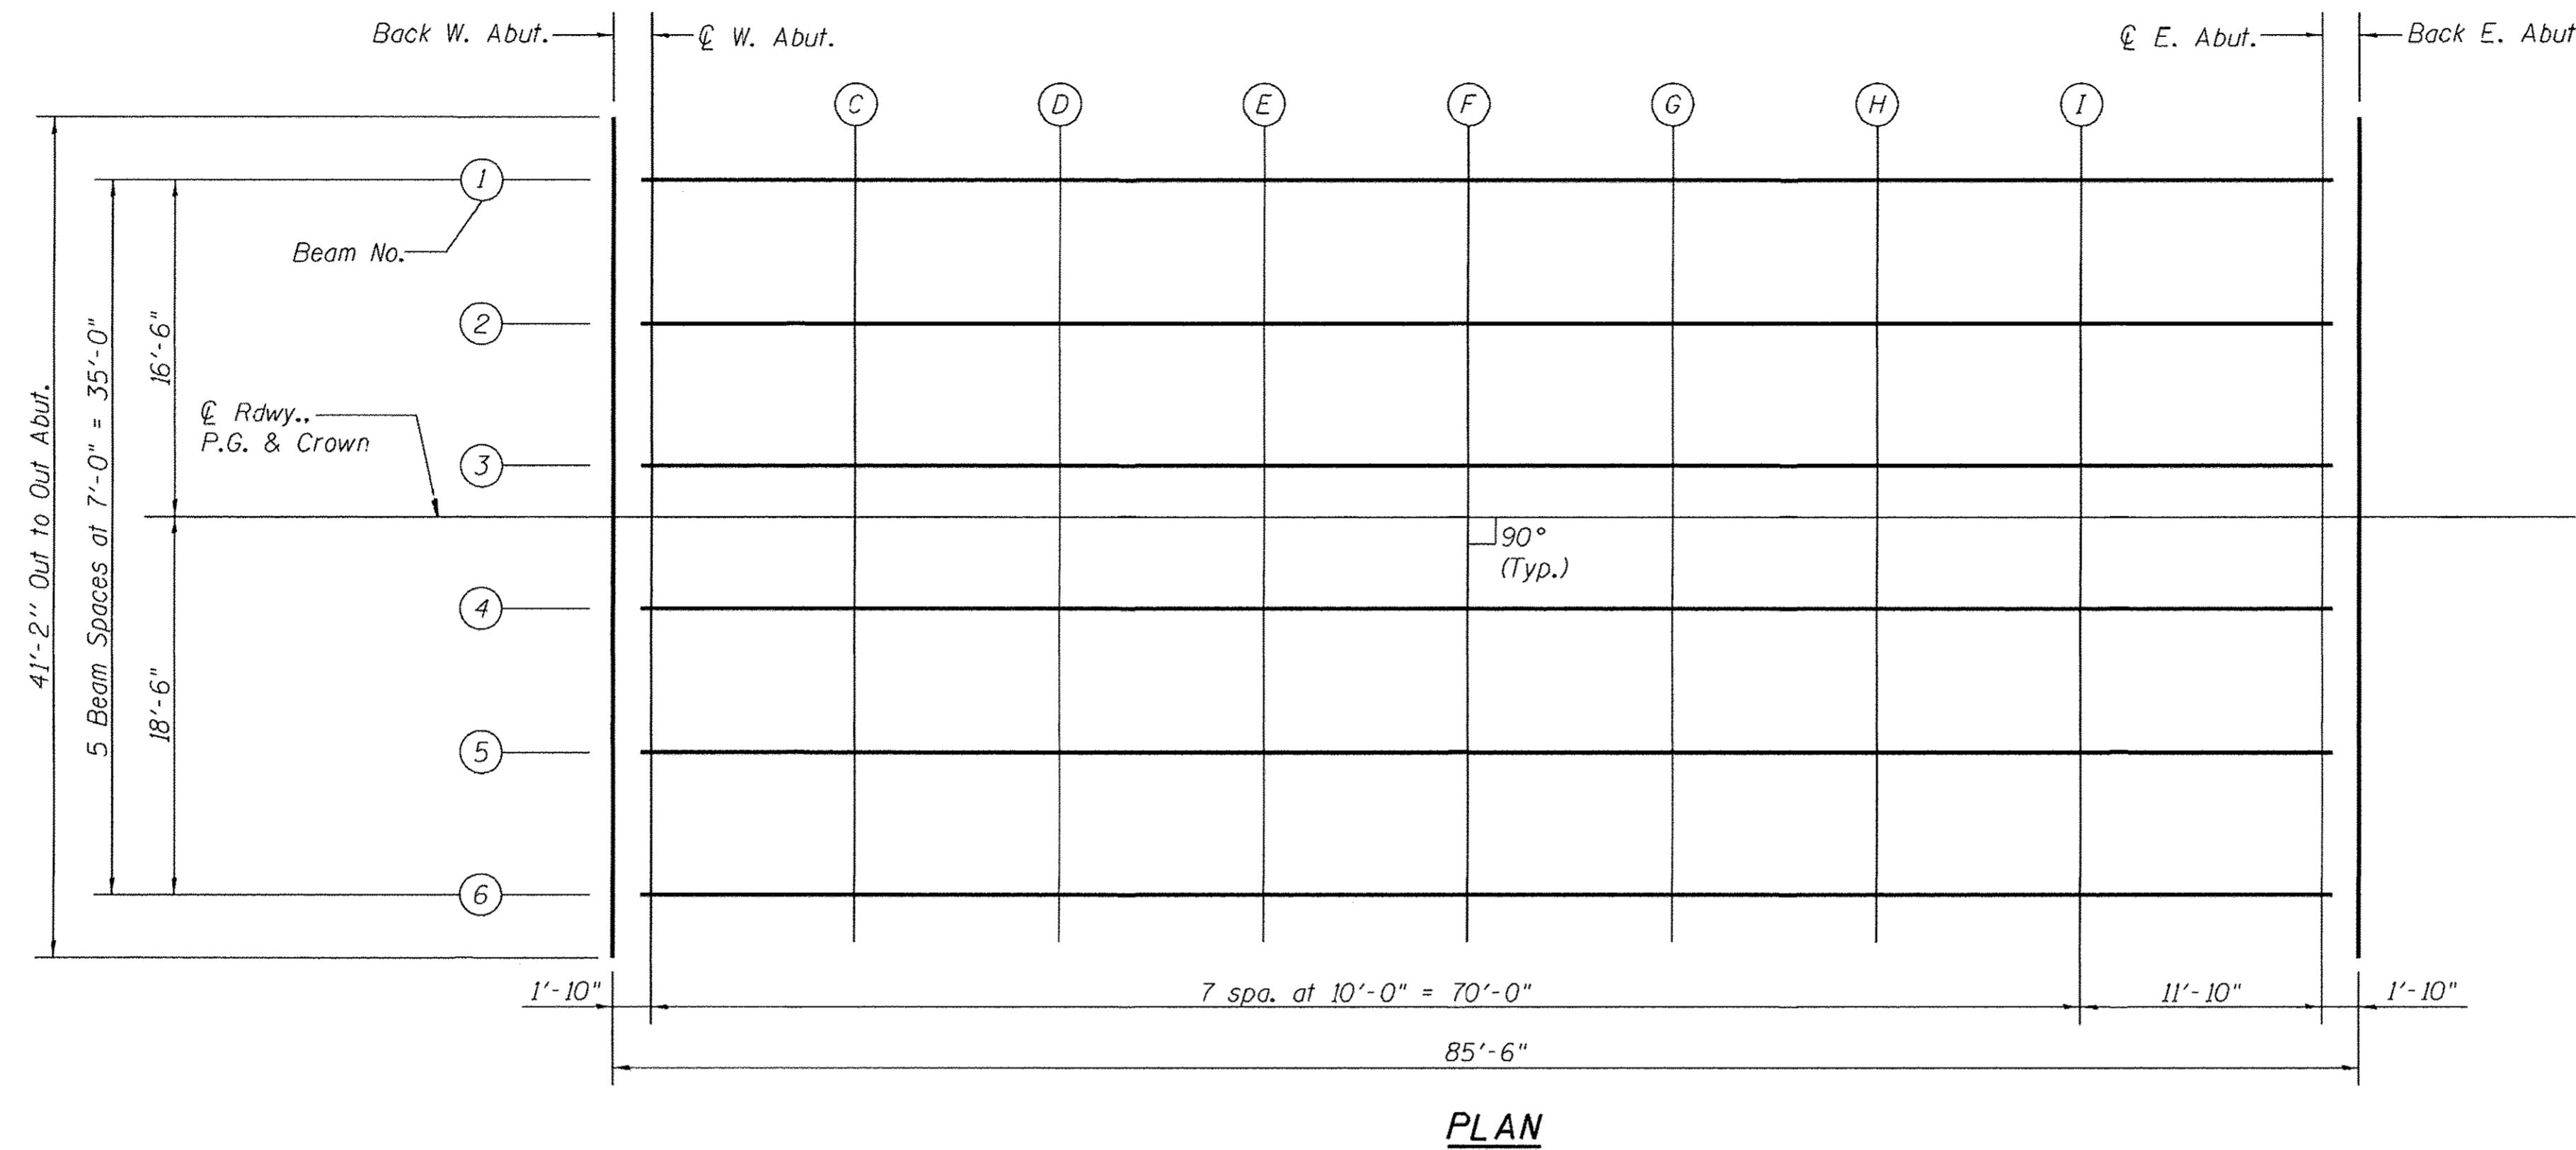 Back W. Abut.
℄ W. Abut.
℄ E. Abut.
Back E. Abut
C
D
E
F
G
H
I
1
Beam No.
2
3
℄ Rdwy.,
P.G. & Crown
41'-2" Out to Out Abut.
5 Beam Spaces at 7'-0" = 35'-0"
16'-6"
18'-6"
90°
(Typ.)
4
5
6
1'-10"
7 spa. at 10'-0" = 70'-0"
11'-10"
1'-10"
85'-6"
PLAN